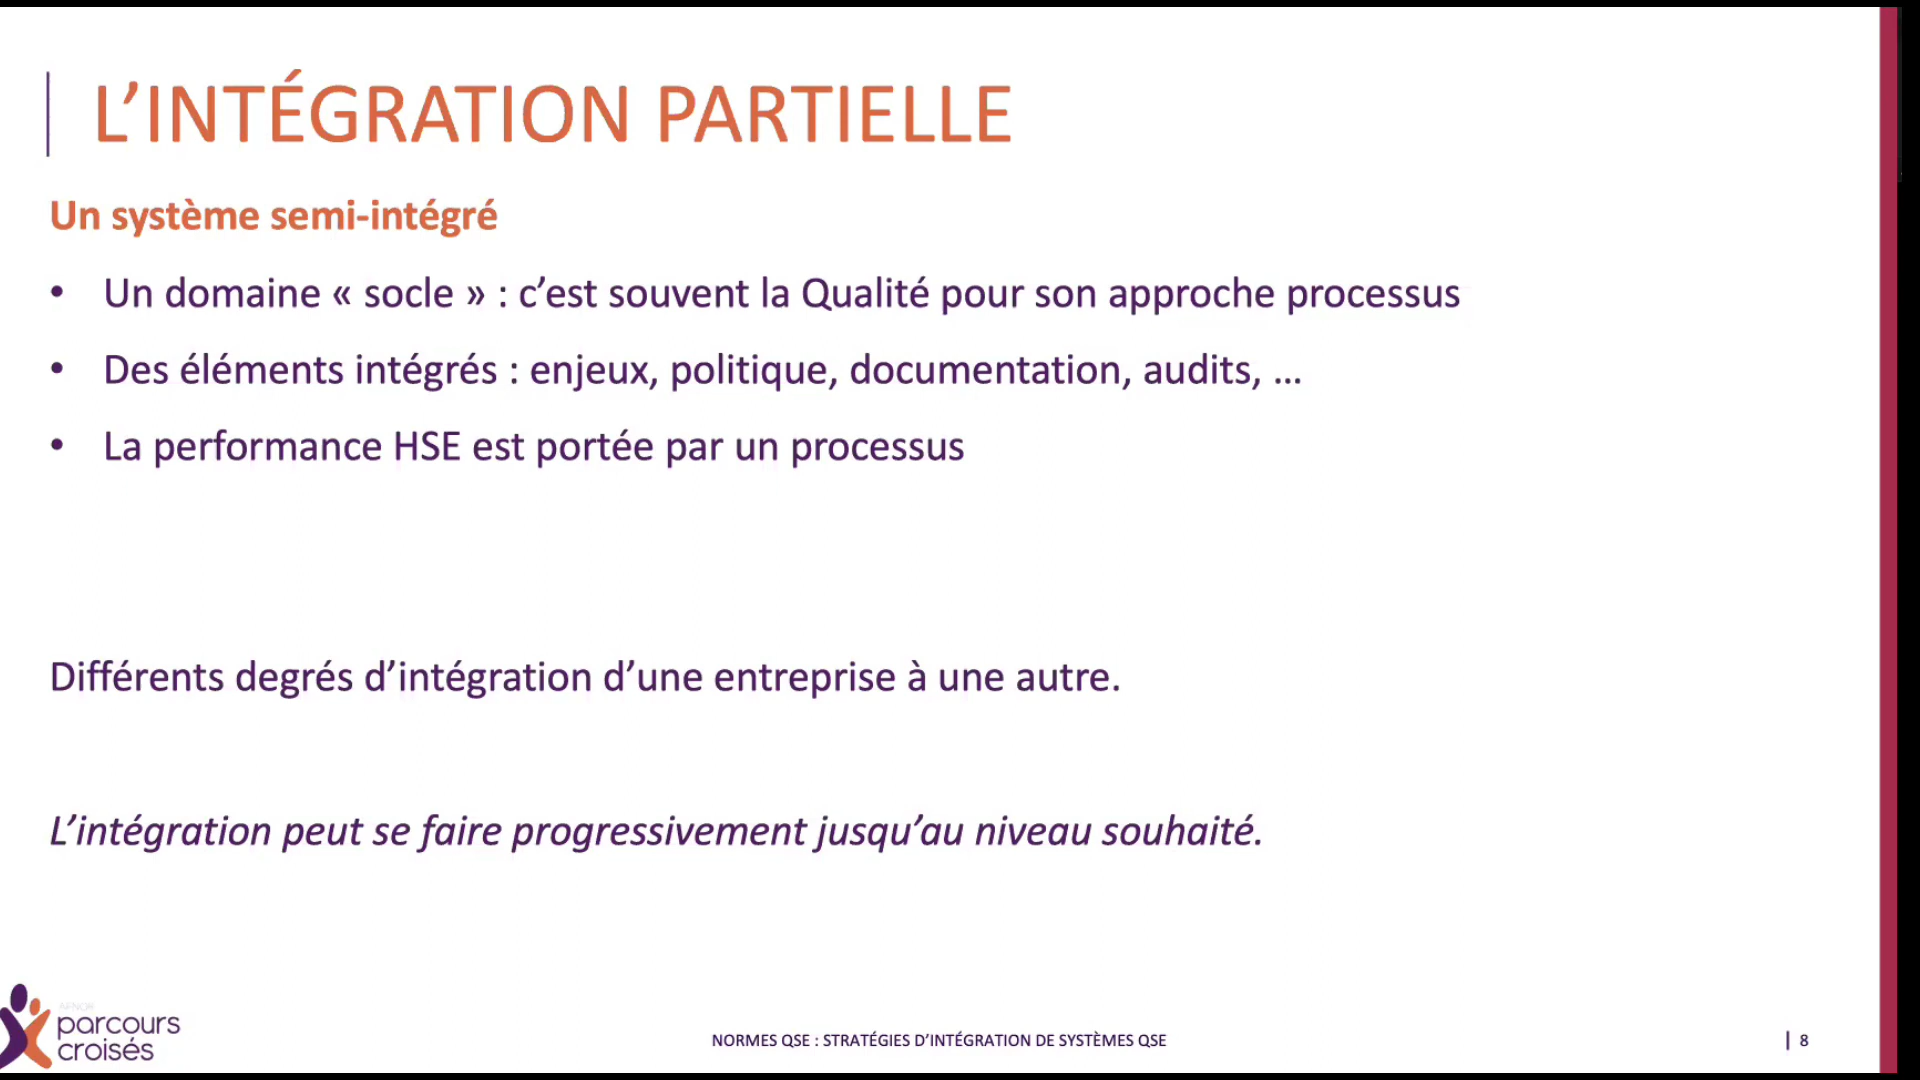 L’INTÉGRATION PARTIELLE
Un système semi-intégré
• Un domaine « socle » : c’est souvent la Qualité pour son approche processus
• Des éléments intégrés : enjeux, politique, documentation, audits, ...
• La performance HSE est portée par un processus
Différents degrés d’intégration d’une entreprise à une autre.
L’intégration peut se faire progressivement jusqu’au niveau souhaité.
AFNOR
parcours
croisés
NORMES QSE : STRATÉGIES D’INTÉGRATION DE SYSTÈMES QSE
| 8